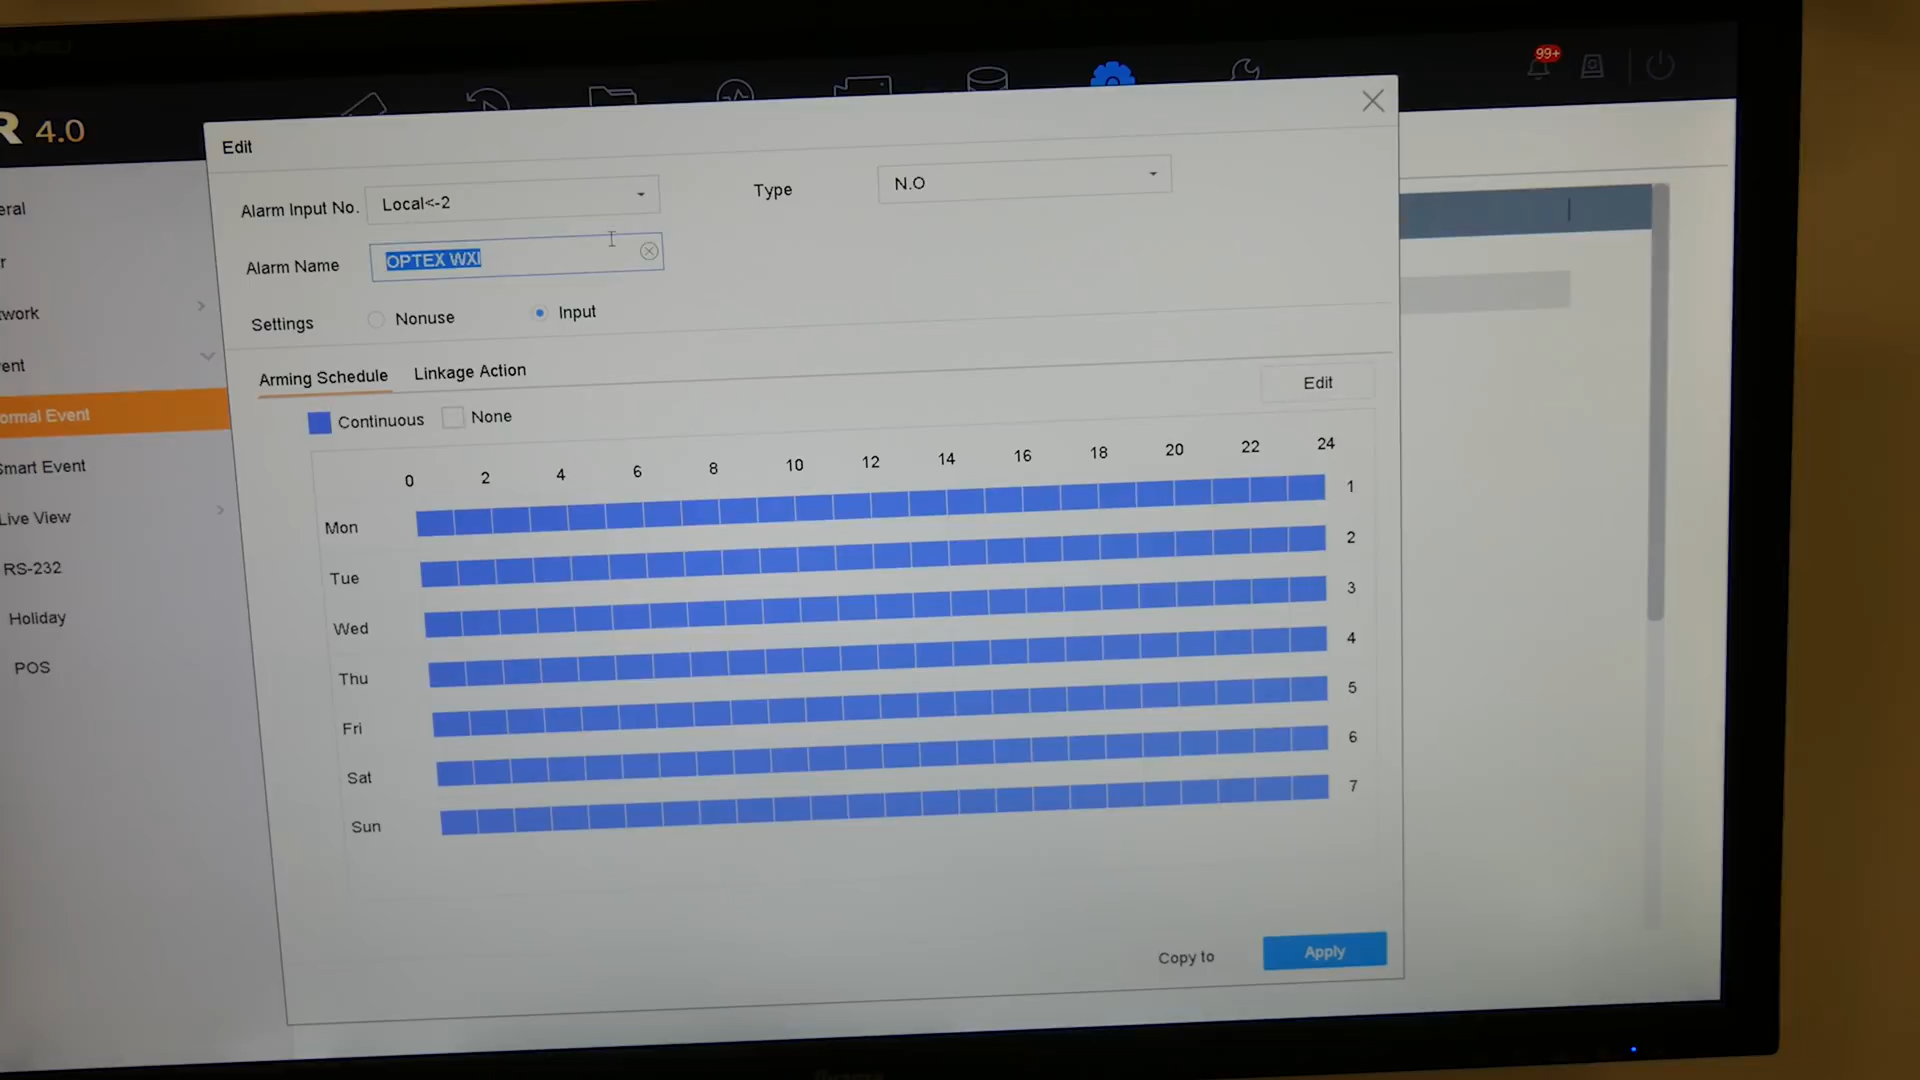 99+
R 4.0
Edit
Alarm Input No. Local<-2 Type N.O
Alarm Name OPTEX WXI
Settings Nonuse Input
Arming Schedule Linkage Action
Edit
Continuous None
0 2 4 6 8 10 12 14 16 18 20 22 24
Mon 1
Tue 2
Wed 3
Thu 4
Fri 5
Sat 6
Sun 7
Copy to Apply
eral
r
twork
vent
ormal Event
Smart Event
Live View
RS-232
Holiday
POS